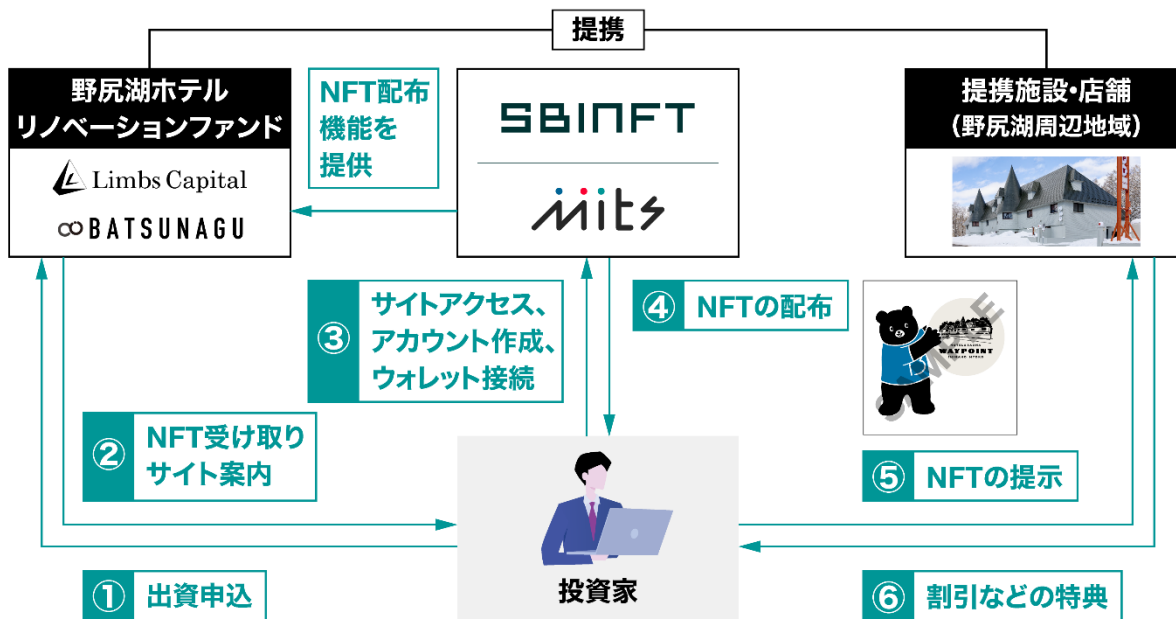 提携
野尻湖ホテル
リノベーションファンド
Limbs Capital
BATSUNAGU
NFT配布
機能を
提供
SBINFT
mits
提携施設・店舗
(野尻湖周辺地域)
③
サイトアクセス、
アカウント作成、
ウォレット接続
④
NFTの配布
WAYPOINT
SAMPLE
②
NFT受け取り
サイト案内
⑤
NFTの提示
投資家
①
出資申込
⑥
割引などの特典